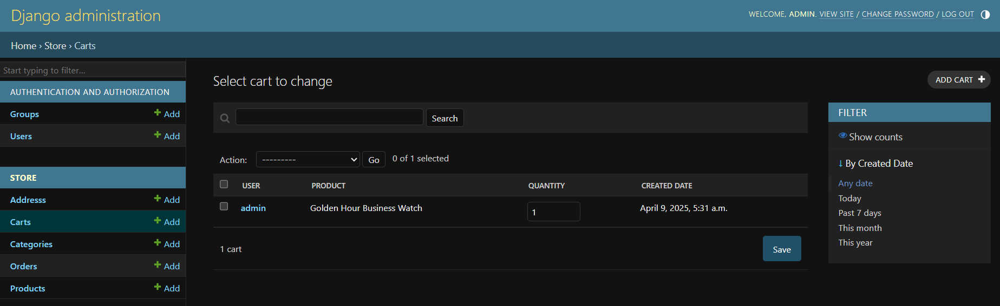 Django administration
WELCOME, ADMIN. VIEW SITE / CHANGE PASSWORD / LOG OUT
Home › Store › Carts
Start typing to filter...
AUTHENTICATION AND AUTHORIZATION
Groups + Add
Users + Add
STORE
Addresss + Add
Carts + Add
Categories + Add
Orders + Add
Products + Add
Select cart to change
ADD CART +
Search
Action: --------- Go 0 of 1 selected
USER PRODUCT QUANTITY CREATED DATE
admin Golden Hour Business Watch 1 April 9, 2025, 5:31 a.m.
1 cart
Save
FILTER
Show counts
↓ By Created Date
Any date
Today
Past 7 days
This month
This year